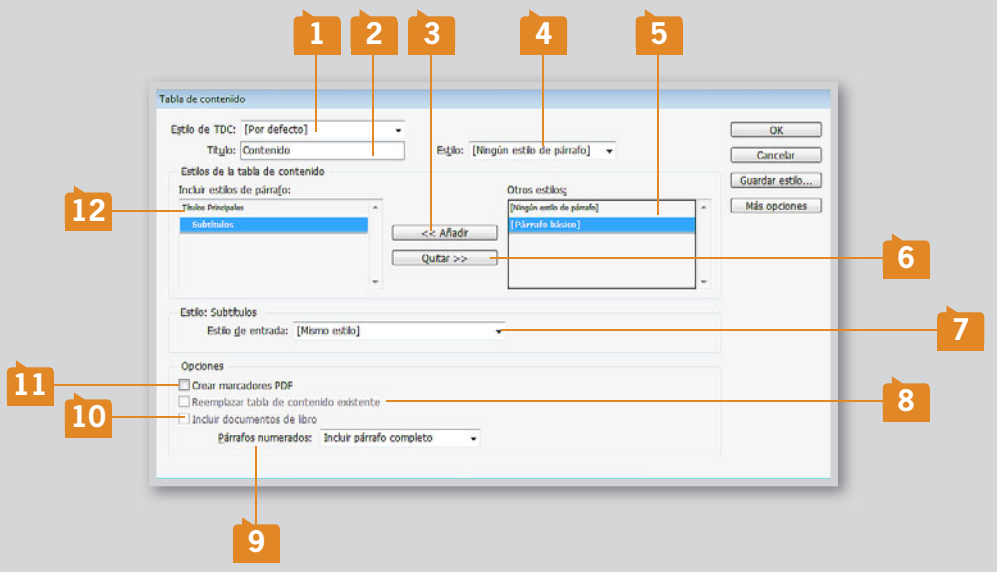 1 2 3 4 5
Tabla de contenido
Estilo de TDC: [Por defecto]
OK
Título: Contenido Estilo: [Ningún estilo de párrafo]
Cancelar
Estilos de la tabla de contenido
Guardar estilo...
Incluir estilos de párrafo: Otros estilos:
Más opciones
12 Títulos Principales [Ningún estilo de párrafo]
Subtítulos [Párrafo básico]
<< Añadir
Quitar >> 6
Estilo: Subtítulos
Estilo de entrada: [Mismo estilo] 7
Opciones
11 Crear marcadores PDF
Reemplazar tabla de contenido existente 8
10 Incluir documentos de libro
Párrafos numerados: Incluir párrafo completo
9